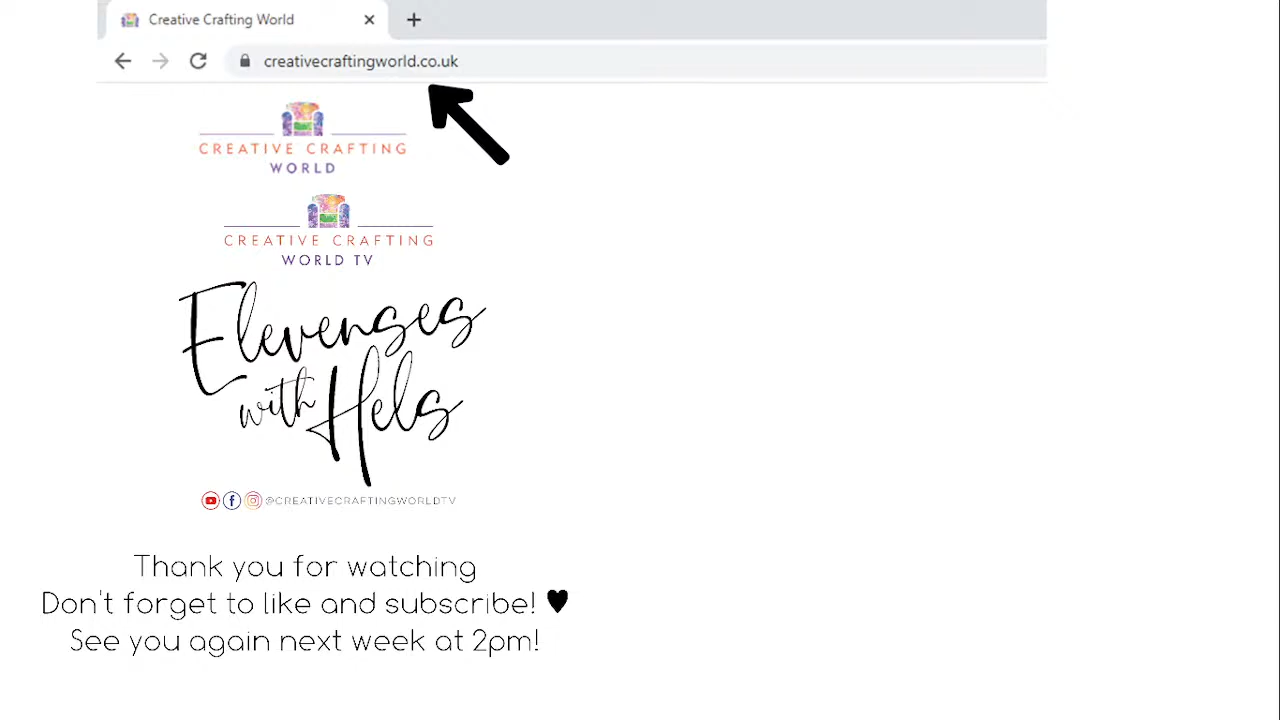 Creative Crafting World
creativecraftingworld.co.uk
CREATIVE CRAFTING
WORLD
CREATIVE CRAFTING
WORLD TV
Elevenses
with Hels
@CREATIVECRAFTINGWORLDTV
Thank you for watching
Don't forget to like and subscribe! ♥
See you again next week at 2pm!